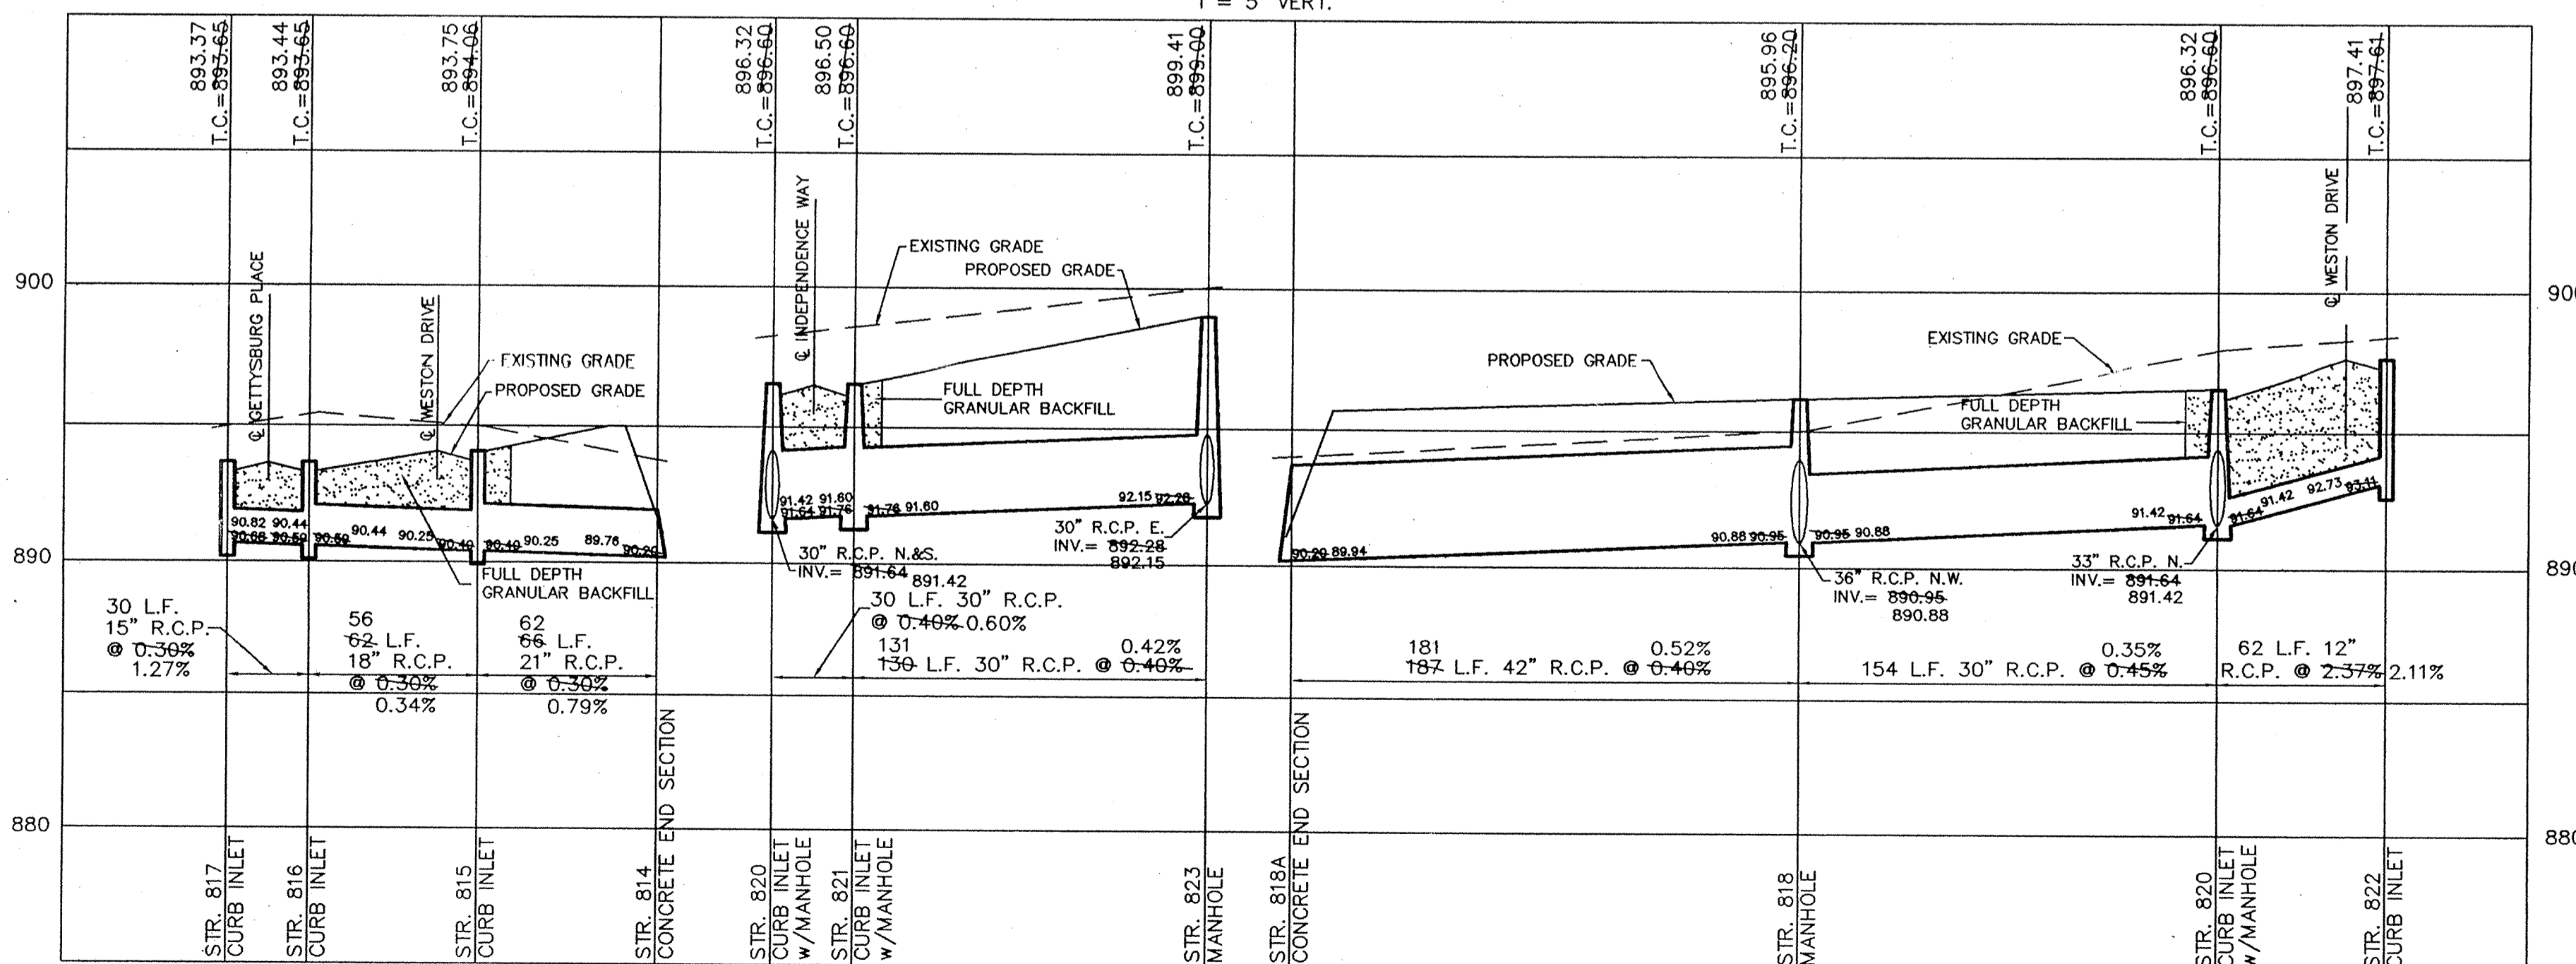 1" = 5' VERT.
893.37
T.C.=893.65
893.44
T.C.=893.65
893.75
T.C.=894.06
896.32
T.C.=896.60
896.50
T.C.=896.60
899.41
T.C.=899.00
895.96
T.C.=896.20
896.32
T.C.=896.60
897.41
T.C.=897.61
900
900
℄ GETTYSBURG PLACE
℄ WESTON DRIVE
EXISTING GRADE
PROPOSED GRADE
℄ INDEPENDENCE WAY
EXISTING GRADE
PROPOSED GRADE
FULL DEPTH
GRANULAR BACKFILL
PROPOSED GRADE
EXISTING GRADE
FULL DEPTH
GRANULAR BACKFILL
℄ WESTON DRIVE
90.82 90.44
90.68 90.59
90.59 90.44
90.25 90.40
90.40 90.25
89.76 90.20
91.42 91.60
91.64 91.76
91.76 91.60
92.15 92.28
90.20 89.94
90.88 90.95
90.95 90.88
91.42 91.64
91.64 91.42
92.73 93.11
890
890
FULL DEPTH
GRANULAR BACKFILL
30" R.C.P. N.&S.
INV.= 891.64
891.42
30" R.C.P. E.
INV.= 892.28
892.15
36" R.C.P. N.W.
INV.= 890.95
890.88
33" R.C.P. N.
INV.= 891.64
891.42
30 L.F.
15" R.C.P.
@ 0.30%
1.27%
56
62 L.F.
18" R.C.P.
@ 0.30%
0.34%
62
66 L.F.
21" R.C.P.
@ 0.30%
0.79%
30 L.F. 30" R.C.P.
@ 0.40% 0.60%
131 0.42%
130 L.F. 30" R.C.P. @ 0.40%
181 0.52%
187 L.F. 42" R.C.P. @ 0.40%
0.35%
154 L.F. 30" R.C.P. @ 0.45%
62 L.F. 12"
R.C.P. @ 2.37% 2.11%
880
880
STR. 817
CURB INLET
STR. 816
CURB INLET
STR. 815
CURB INLET
STR. 814
CONCRETE END SECTION
STR. 820
CURB INLET
w/MANHOLE
STR. 821
CURB INLET
w/MANHOLE
STR. 823
MANHOLE
STR. 818A
CONCRETE END SECTION
STR. 818
MANHOLE
STR. 820
CURB INLET
w/MANHOLE
STR. 822
CURB INLET